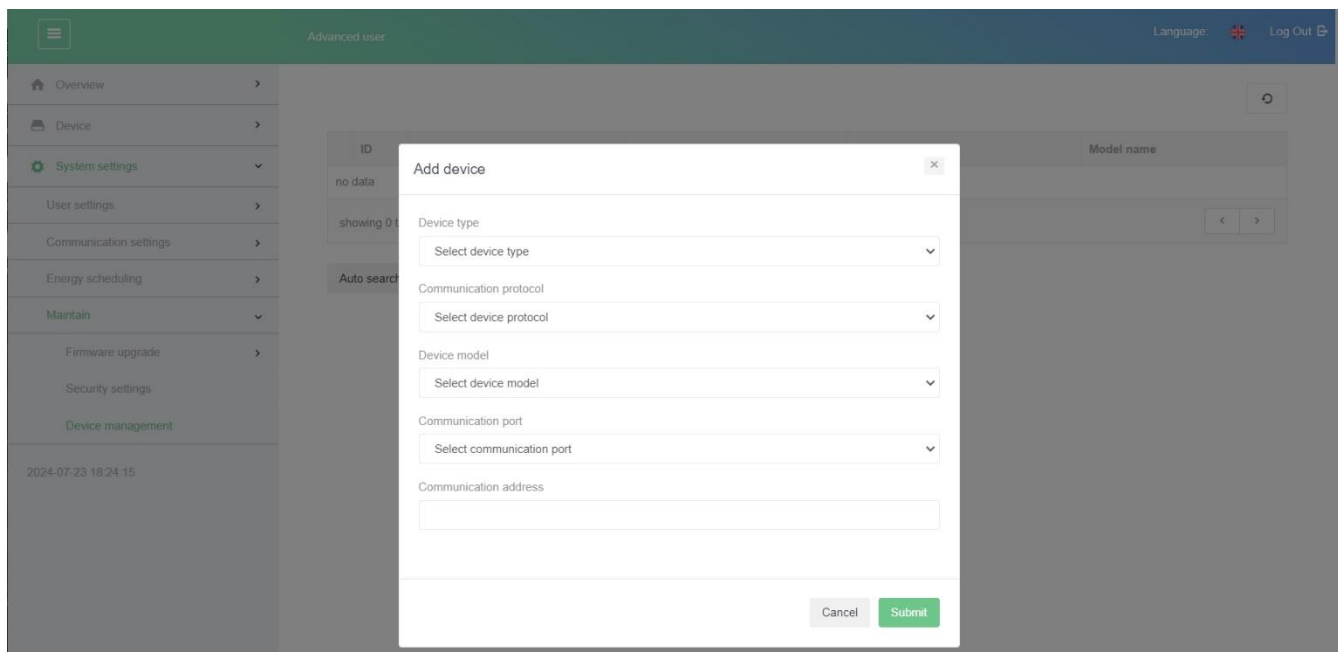 Advanced user
Language:
Log Out
Overview
Device
System settings
User settings
Communication settings
Energy scheduling
Maintain
Firmware upgrade
Security settings
Device management
2024-07-23 18:24:15
ID
Model name
no data
showing 0 t
Auto search
Add device
Device type
Select device type
Communication protocol
Select device protocol
Device model
Select device model
Communication port
Select communication port
Communication address
Cancel
Submit